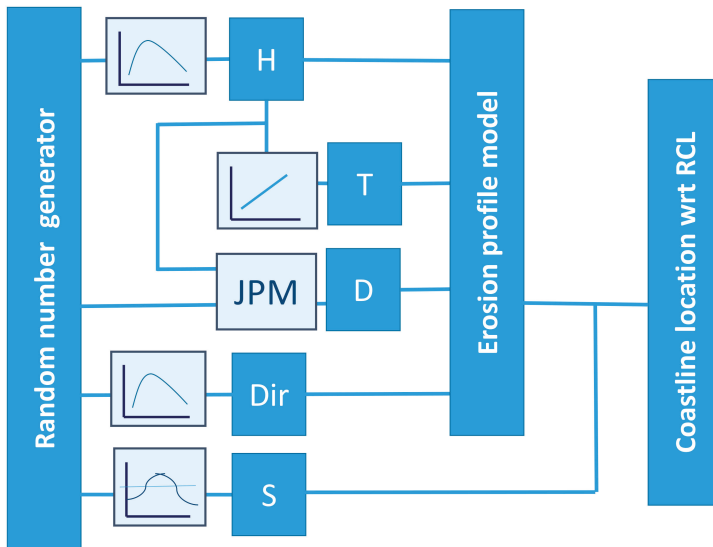 Random number generator
H
T
JPM
D
Dir
S
Erosion profile model
Coastline location wrt RCL